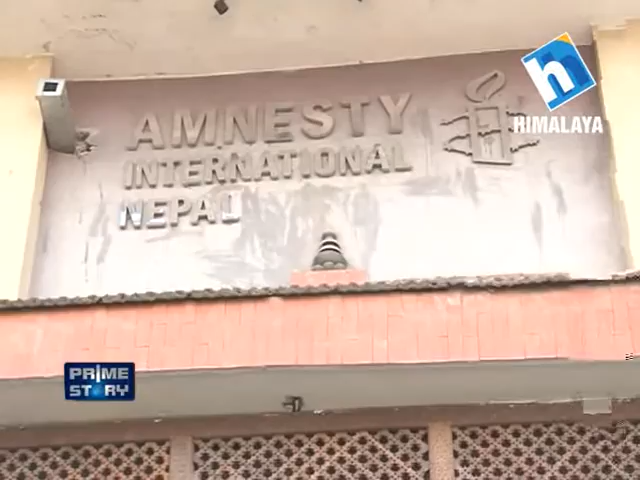 AMNESTY
INTERNATIONAL
NEPAL
h
HIMALAYA
PRIME
STORY